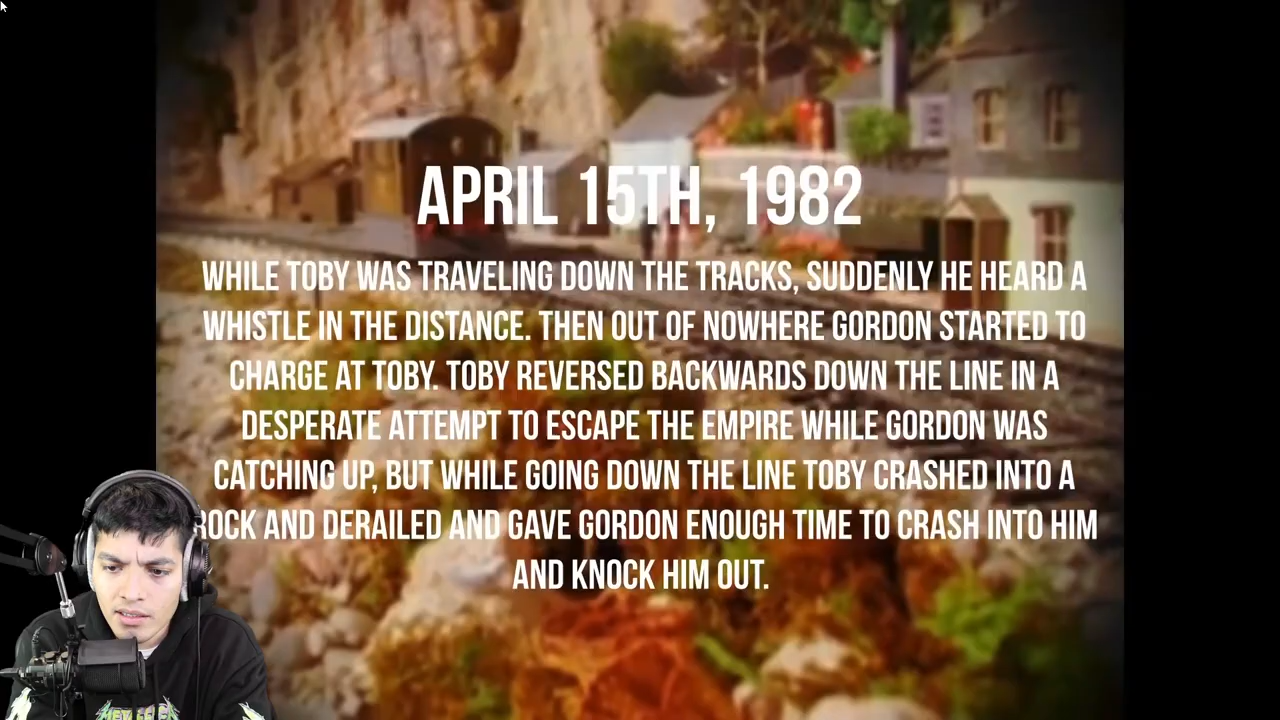 APRIL 15TH, 1982
WHILE TOBY WAS TRAVELING DOWN THE TRACKS, SUDDENLY HE HEARD A
WHISTLE IN THE DISTANCE. THEN OUT OF NOWHERE GORDON STARTED TO
CHARGE AT TOBY. TOBY REVERSED BACKWARDS DOWN THE LINE IN A
DESPERATE ATTEMPT TO ESCAPE THE EMPIRE WHILE GORDON WAS
CATCHING UP, BUT WHILE GOING DOWN THE LINE TOBY CRASHED INTO A
ROCK AND DERAILED AND GAVE GORDON ENOUGH TIME TO CRASH INTO HIM
AND KNOCK HIM OUT.
METALLICA